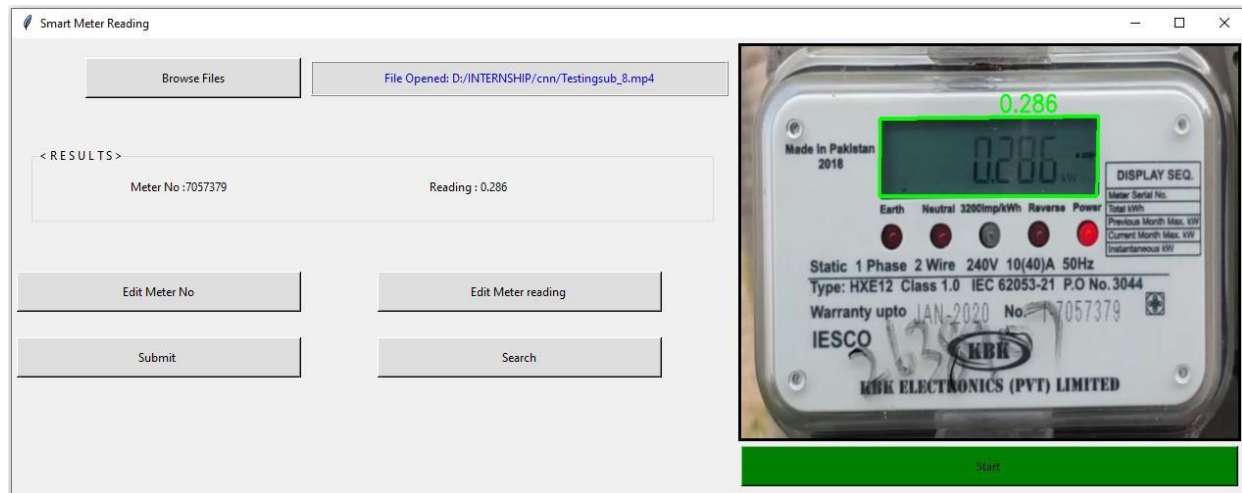 Smart Meter Reading
Browse Files
File Opened: D:/INTERNSHIP/cnn/Testingsub_8.mp4
< R E S U L T S >
Meter No :7057379
Reading : 0.286
Edit Meter No
Edit Meter reading
Submit
Search
0.286
0.286
kW
Made in Pakistan
2018
DISPLAY SEQ.
Meter Serial No.
Total kWh
Previous Month Max. kW
Current Month Max. kW
Instantaneous kW
Earth Neutral 3200imp/kWh Reverse Power
Static 1 Phase 2 Wire 240V 10(40)A 50Hz
Type: HXE12 Class 1.0 IEC 62053-21 P.O No. 3044
Warranty upto JAN-2020 No. 7057379
IESCO
KBK
KBK ELECTRONICS (PVT) LIMITED
Start